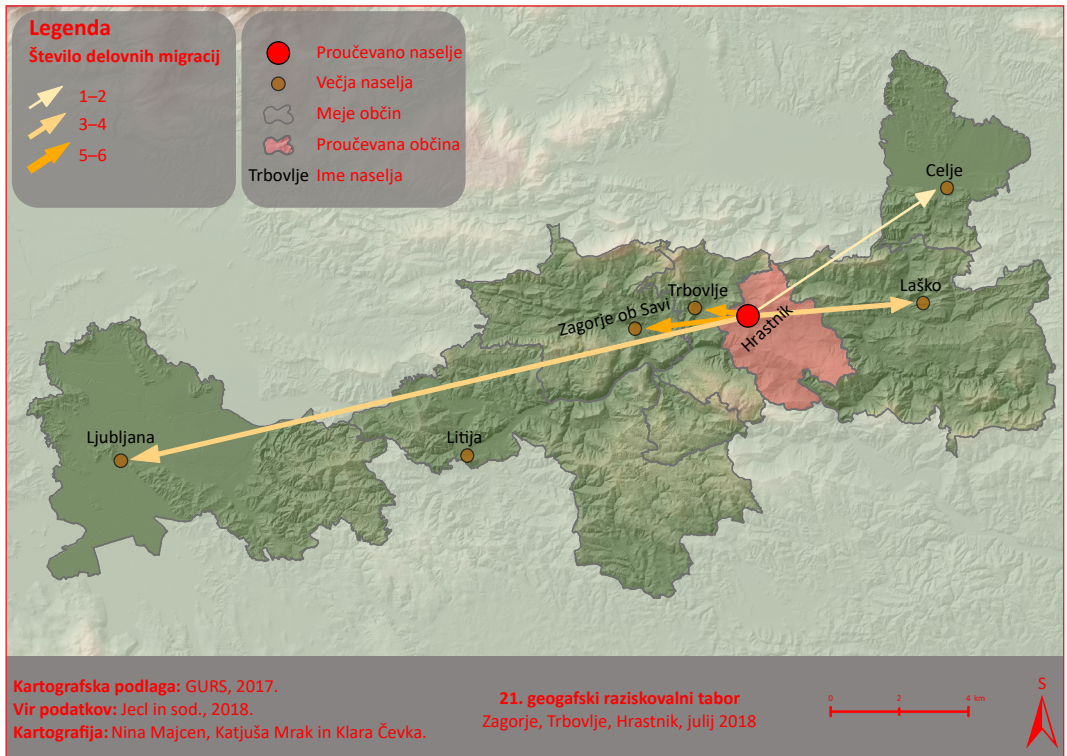 Legenda
Število delovnih migracij
1–2
3–4
5–6
Proučevano naselje
Večja naselja
Meje občin
Proučevana občina
Trbovlje Ime naselja
Celje
Laško
Trbovlje
Zagorje ob Savi
Hrastnik
Ljubljana
Litija
Kartografska podlaga: GURS, 2017.
Vir podatkov: Jecl in sod., 2018.
Kartografija: Nina Majcen, Katjuša Mrak in Klara Čevka.
21. geogafski raziskovalni tabor
Zagorje, Trbovlje, Hrastnik, julij 2018
0 2 4 km
S